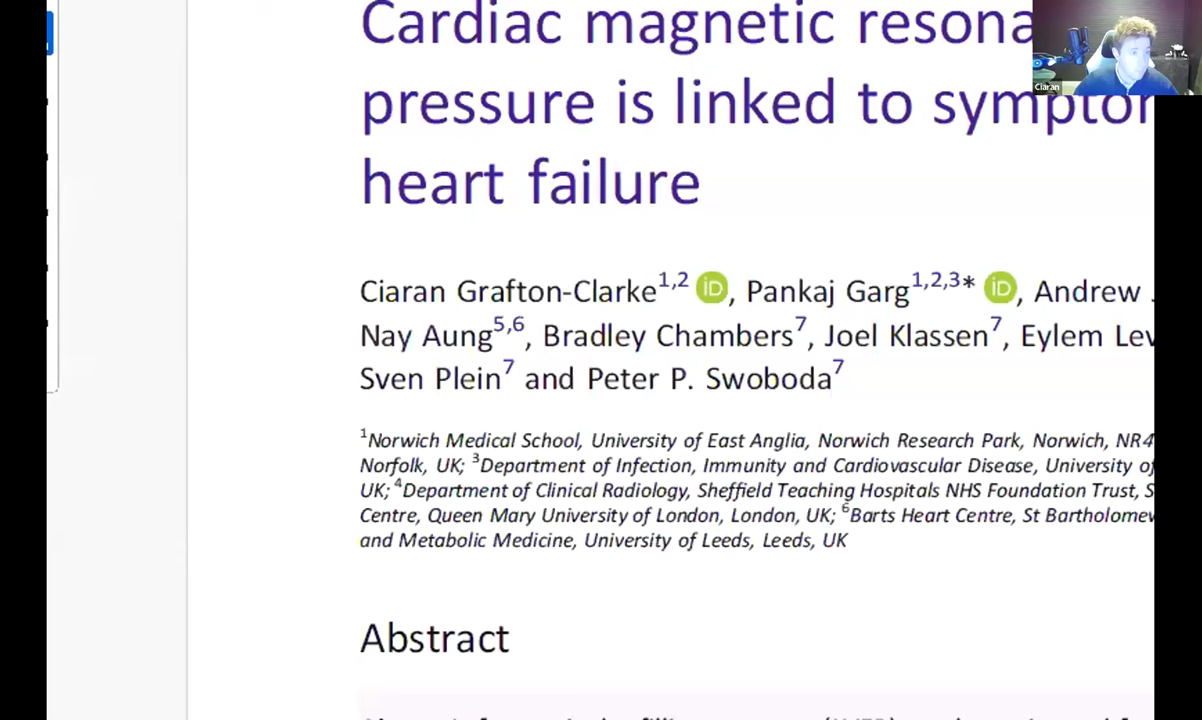 Cardiac magnetic resona
Ciaran
pressure is linked to sympto
heart failure
Ciaran Grafton-Clarke1,2 iD, Pankaj Garg1,2,3* iD, Andrew
Nay Aung5,6, Bradley Chambers7, Joel Klassen7, Eylem Lev
Sven Plein7 and Peter P. Swoboda7
1Norwich Medical School, University of East Anglia, Norwich Research Park, Norwich, NR4
Norfolk, UK; 3Department of Infection, Immunity and Cardiovascular Disease, University of
UK; 4Department of Clinical Radiology, Sheffield Teaching Hospitals NHS Foundation Trust, S
Centre, Queen Mary University of London, London, UK; 6Barts Heart Centre, St Bartholomew
and Metabolic Medicine, University of Leeds, Leeds, UK
Abstract